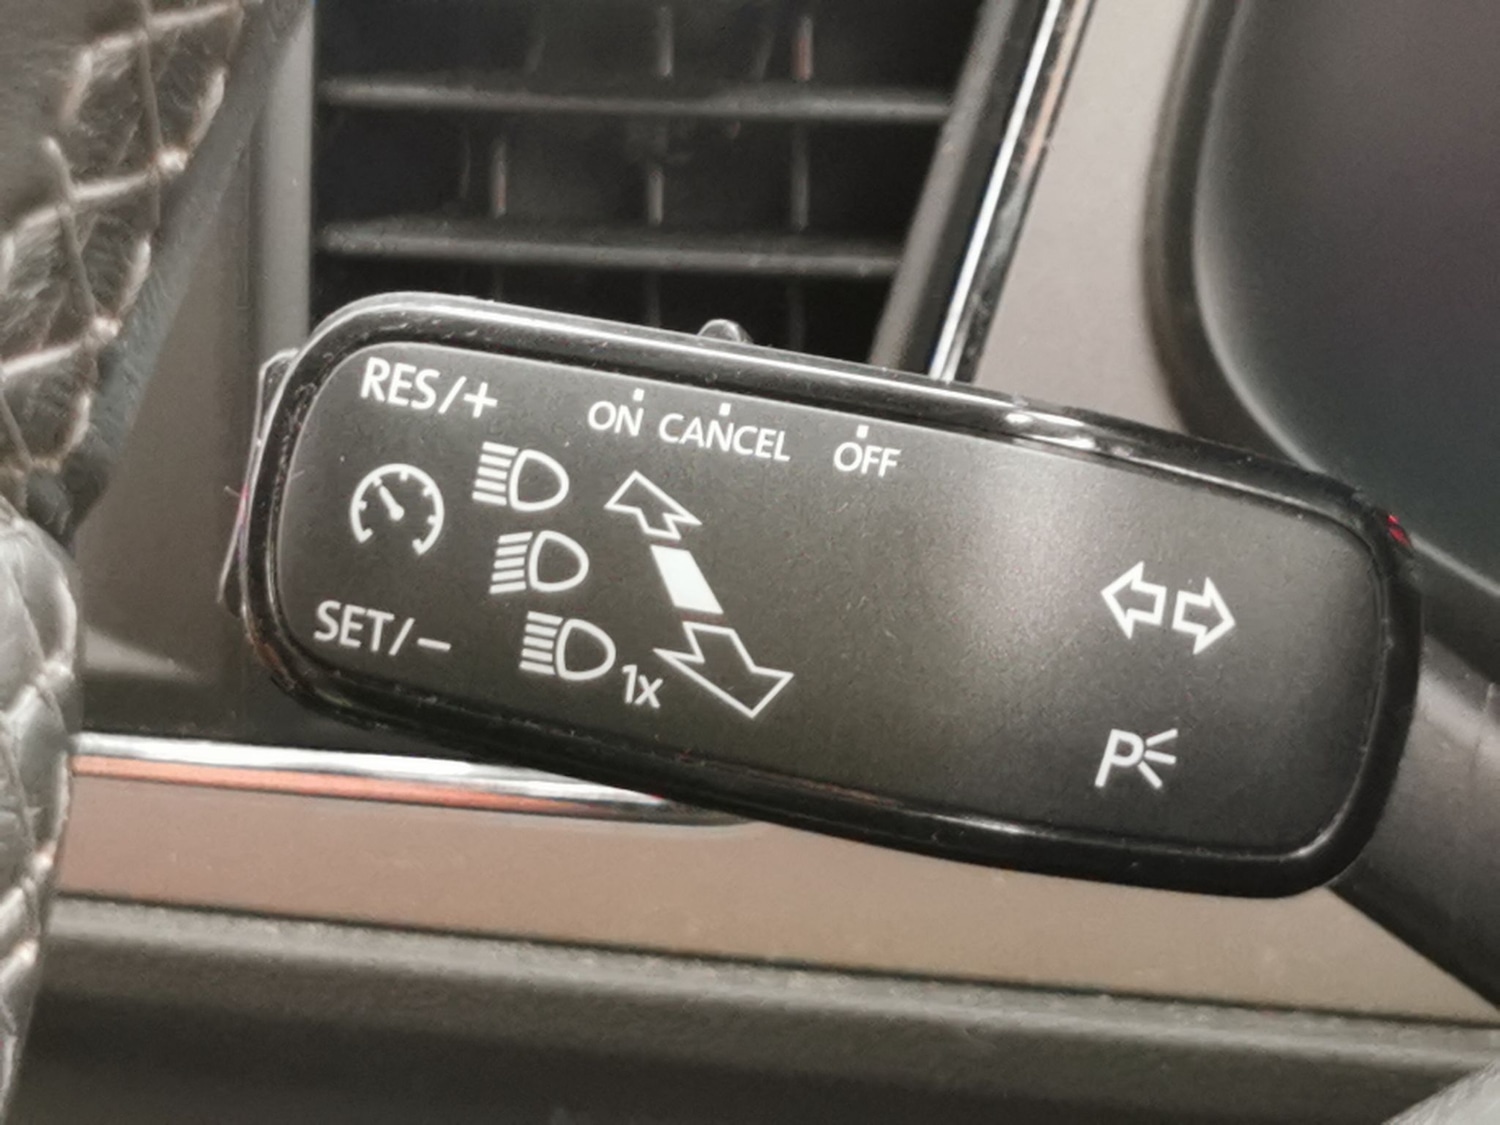 RES/+
ON CANCEL OFF
SET/−
1x
P